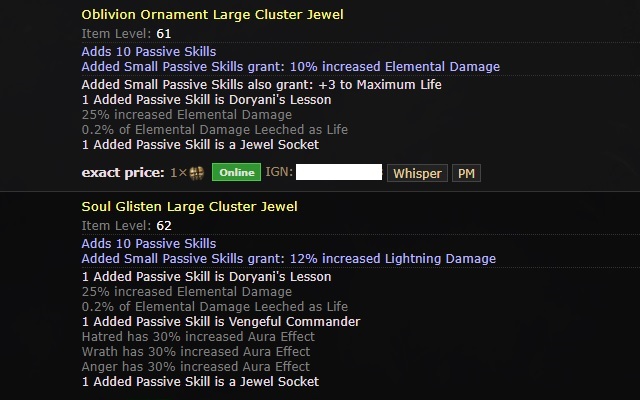 Oblivion Ornament Large Cluster Jewel
Item Level: 61
Adds 10 Passive Skills
Added Small Passive Skills grant: 10% increased Elemental Damage
Added Small Passive Skills also grant: +3 to Maximum Life
1 Added Passive Skill is Doryani's Lesson
25% increased Elemental Damage
0.2% of Elemental Damage Leeched as Life
1 Added Passive Skill is a Jewel Socket
exact price: 1× Online IGN: Whisper PM
Soul Glisten Large Cluster Jewel
Item Level: 62
Adds 10 Passive Skills
Added Small Passive Skills grant: 12% increased Lightning Damage
1 Added Passive Skill is Doryani's Lesson
25% increased Elemental Damage
0.2% of Elemental Damage Leeched as Life
1 Added Passive Skill is Vengeful Commander
Hatred has 30% increased Aura Effect
Wrath has 30% increased Aura Effect
Anger has 30% increased Aura Effect
1 Added Passive Skill is a Jewel Socket